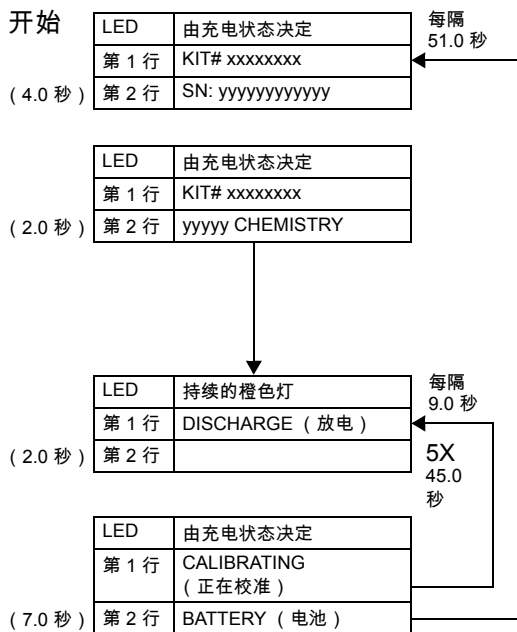 开始
LED 由充电状态决定
每隔
51.0 秒
第 1 行 KIT# xxxxxxxx
(4.0 秒) 第 2 行 SN: yyyyyyyyyyyy
LED 由充电状态决定
第 1 行 KIT# xxxxxxxx
(2.0 秒) 第 2 行 yyyyy CHEMISTRY
LED 持续的橙色灯
每隔
9.0 秒
第 1 行 DISCHARGE (放电)
(2.0 秒) 第 2 行
5X
45.0
秒
LED 由充电状态决定
第 1 行 CALIBRATING
(正在校准)
(7.0 秒) 第 2 行 BATTERY (电池)